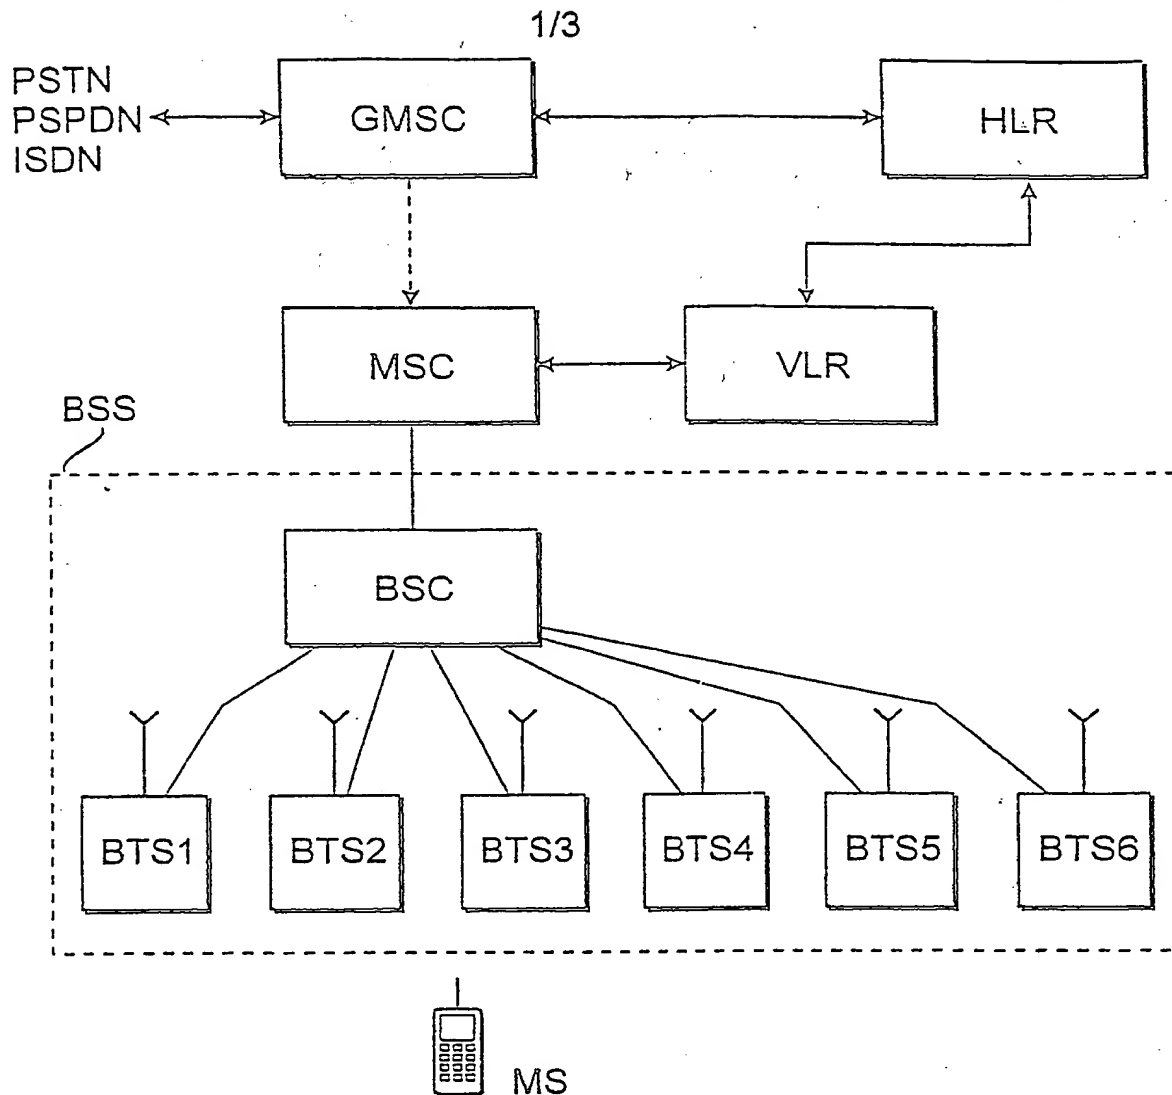 1/3
PSTN
PSPDN
ISDN
GMSC
HLR
MSC
VLR
BSS
BSC
BTS1
BTS2
BTS3
BTS4
BTS5
BTS6
MS